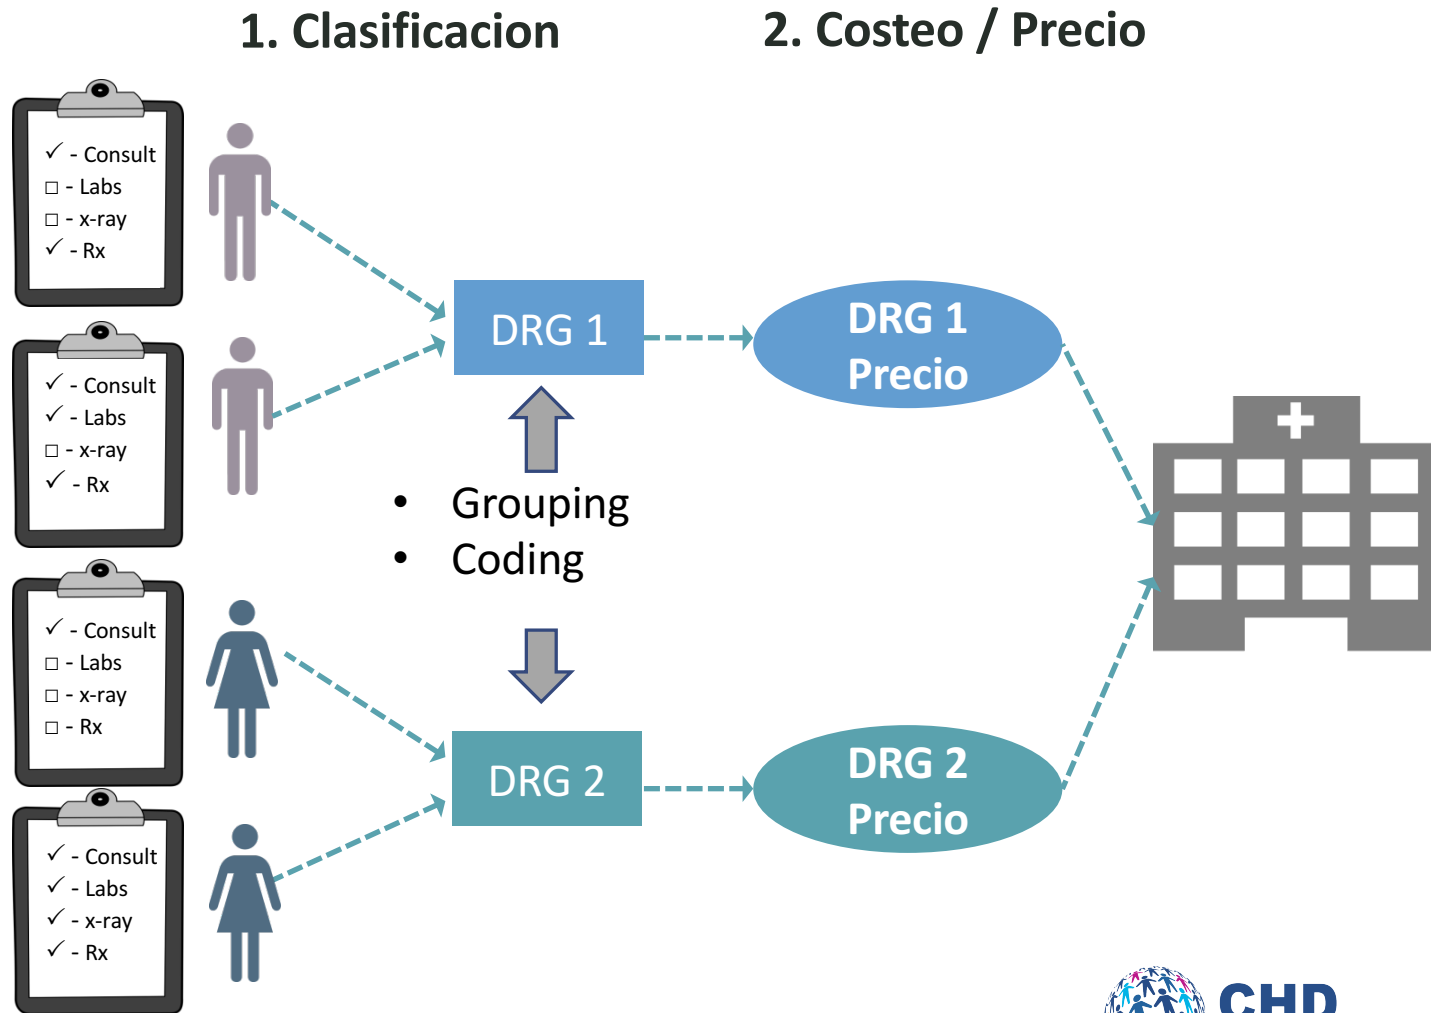 1. Clasificacion
2. Costeo / Precio
✓ - Consult
□ - Labs
□ - x-ray
✓ - Rx
✓ - Consult
✓ - Labs
□ - x-ray
✓ - Rx
✓ - Consult
□ - Labs
□ - x-ray
□ - Rx
✓ - Consult
✓ - Labs
✓ - x-ray
✓ - Rx
DRG 1
• Grouping
• Coding
DRG 2
DRG 1
Precio
DRG 2
Precio
CHD